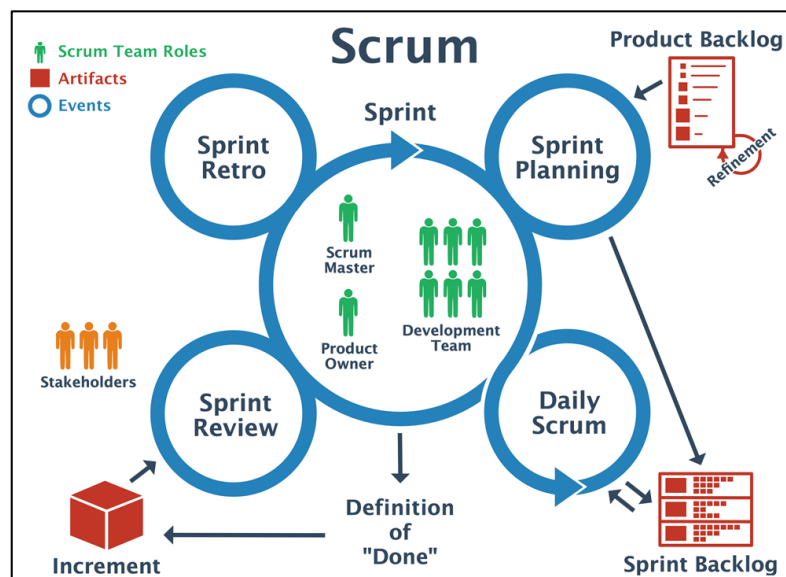 Scrum
Scrum Team Roles
Artifacts
Events
Product Backlog
Refinement
Sprint
Sprint
Retro
Sprint
Planning
Scrum
Master
Product
Owner
Development
Team
Stakeholders
Sprint
Review
Daily
Scrum
Definition
of
"Done"
Increment
Sprint Backlog